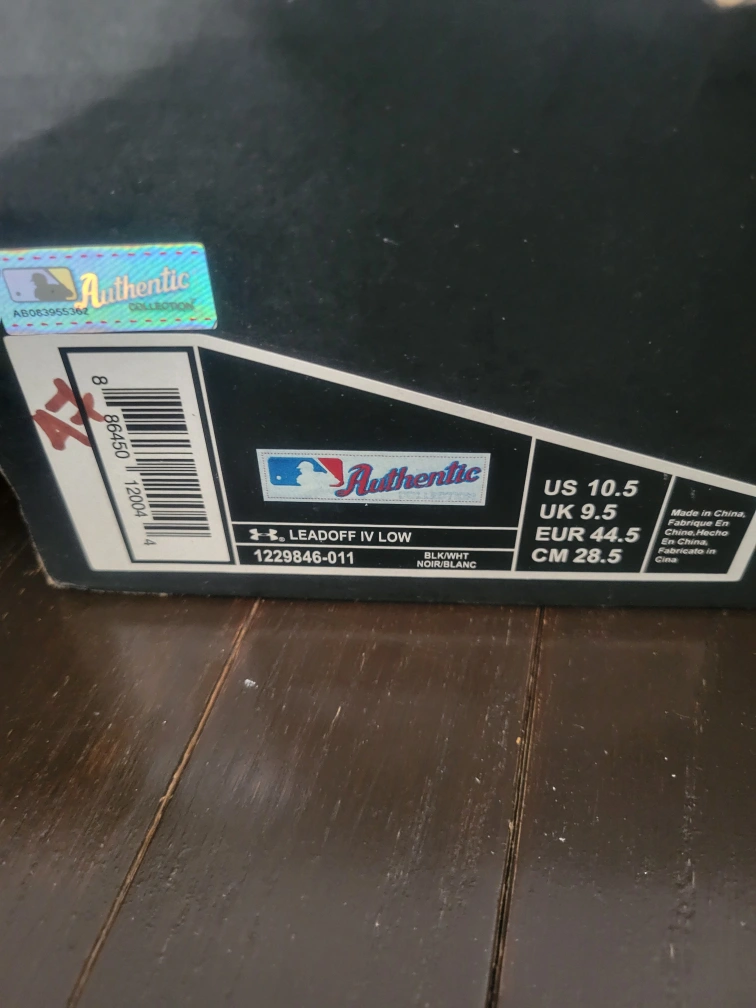 Authentic
COLLECTION
AB083955362
8 86450 12004 4
Authentic
LEADOFF IV LOW
1229846-011
BLK/WHT
NOIR/BLANC
US 10.5
UK 9.5
EUR 44.5
CM 28.5
Made in China,
Fabrique En
Chine,Hecho
En China,
Fabricato in
Cina